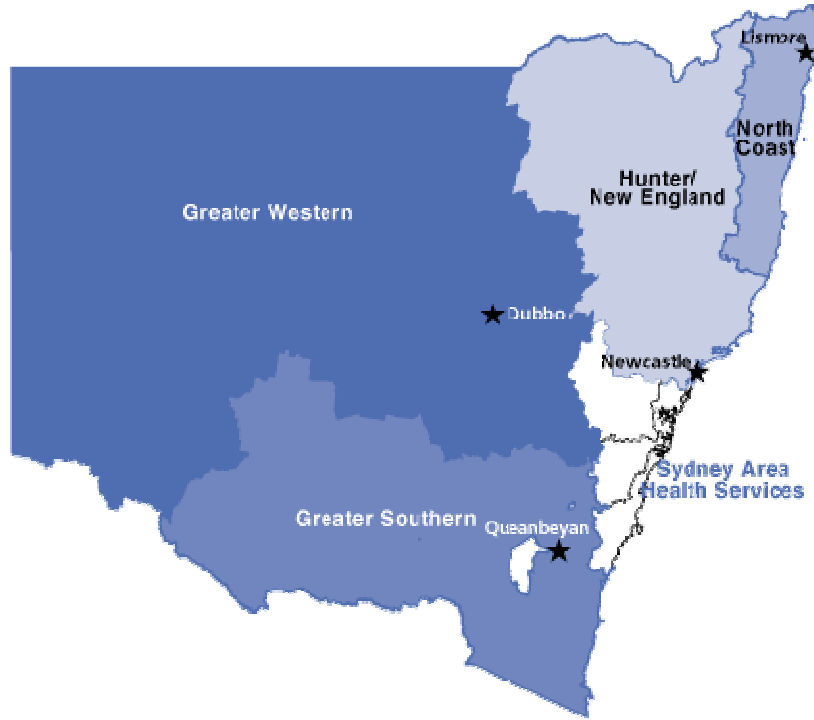 Lismore
North
Coast
Hunter/
New England
Greater Western
Dubbo
Newcastle
Sydney Area
Health Services
Greater Southern
Queanbeyan